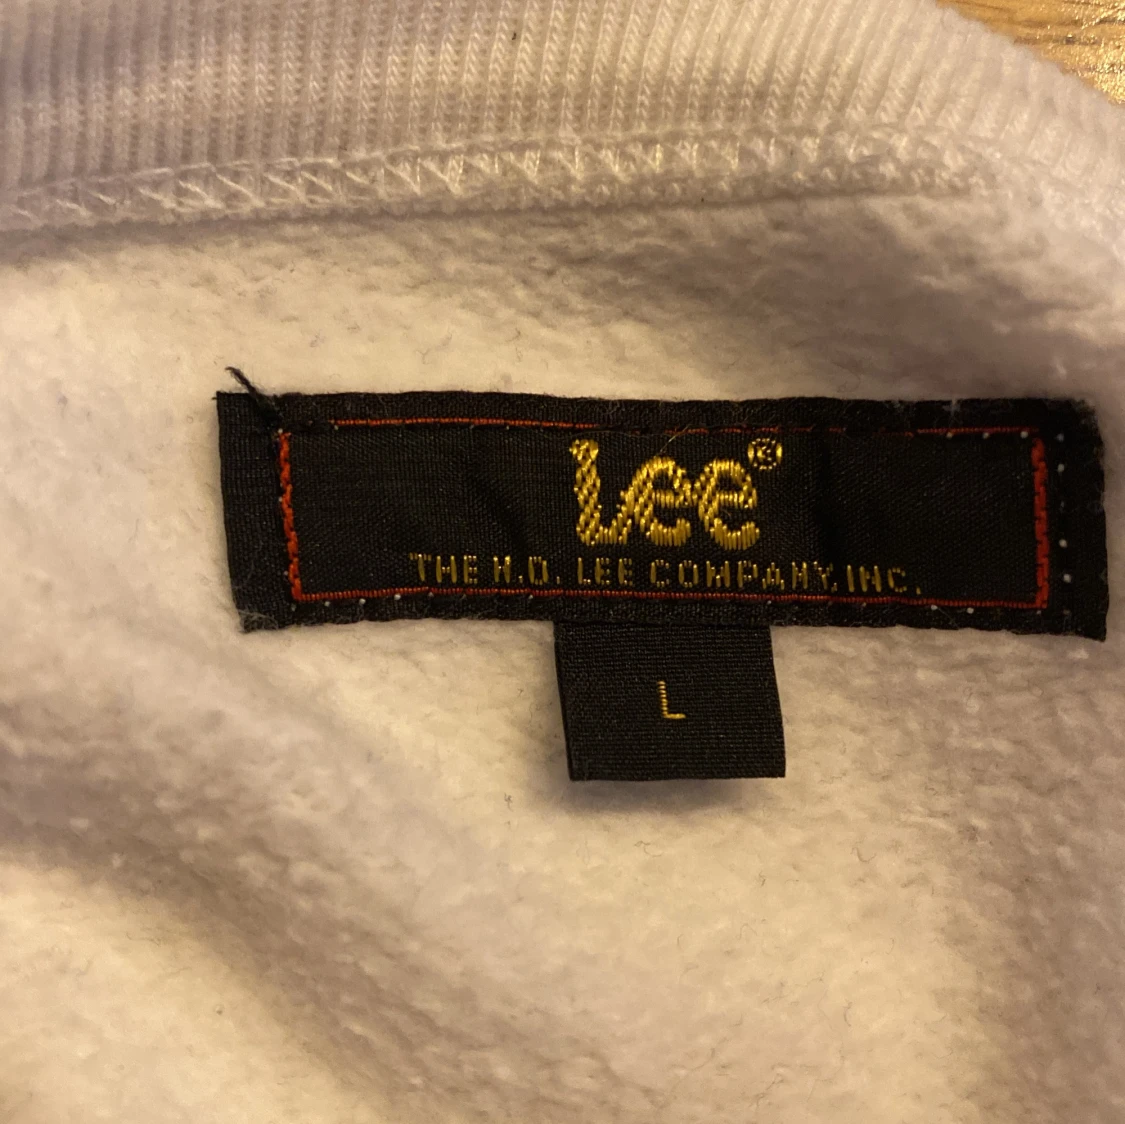 Lee®
THE H.D. LEE COMPANY, INC.
L